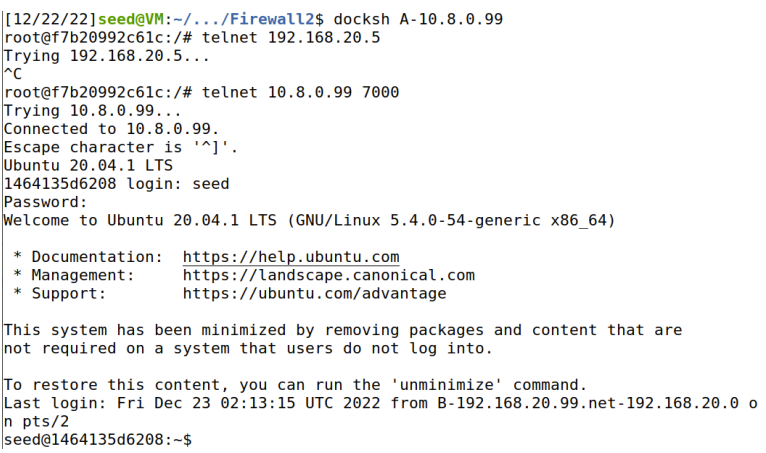 [12/22/22]seed@VM:~/.../Firewall2$ docksh A-10.8.0.99
root@f7b20992c61c:/# telnet 192.168.20.5
Trying 192.168.20.5...
^C
root@f7b20992c61c:/# telnet 10.8.0.99 7000
Trying 10.8.0.99...
Connected to 10.8.0.99.
Escape character is '^]'.
Ubuntu 20.04.1 LTS
1464135d6208 login: seed
Password:
Welcome to Ubuntu 20.04.1 LTS (GNU/Linux 5.4.0-54-generic x86_64)

 * Documentation:  https://help.ubuntu.com
 * Management:     https://landscape.canonical.com
 * Support:        https://ubuntu.com/advantage

This system has been minimized by removing packages and content that are
not required on a system that users do not log into.

To restore this content, you can run the 'unminimize' command.
Last login: Fri Dec 23 02:13:15 UTC 2022 from B-192.168.20.99.net-192.168.20.0 o
n pts/2
seed@1464135d6208:~$